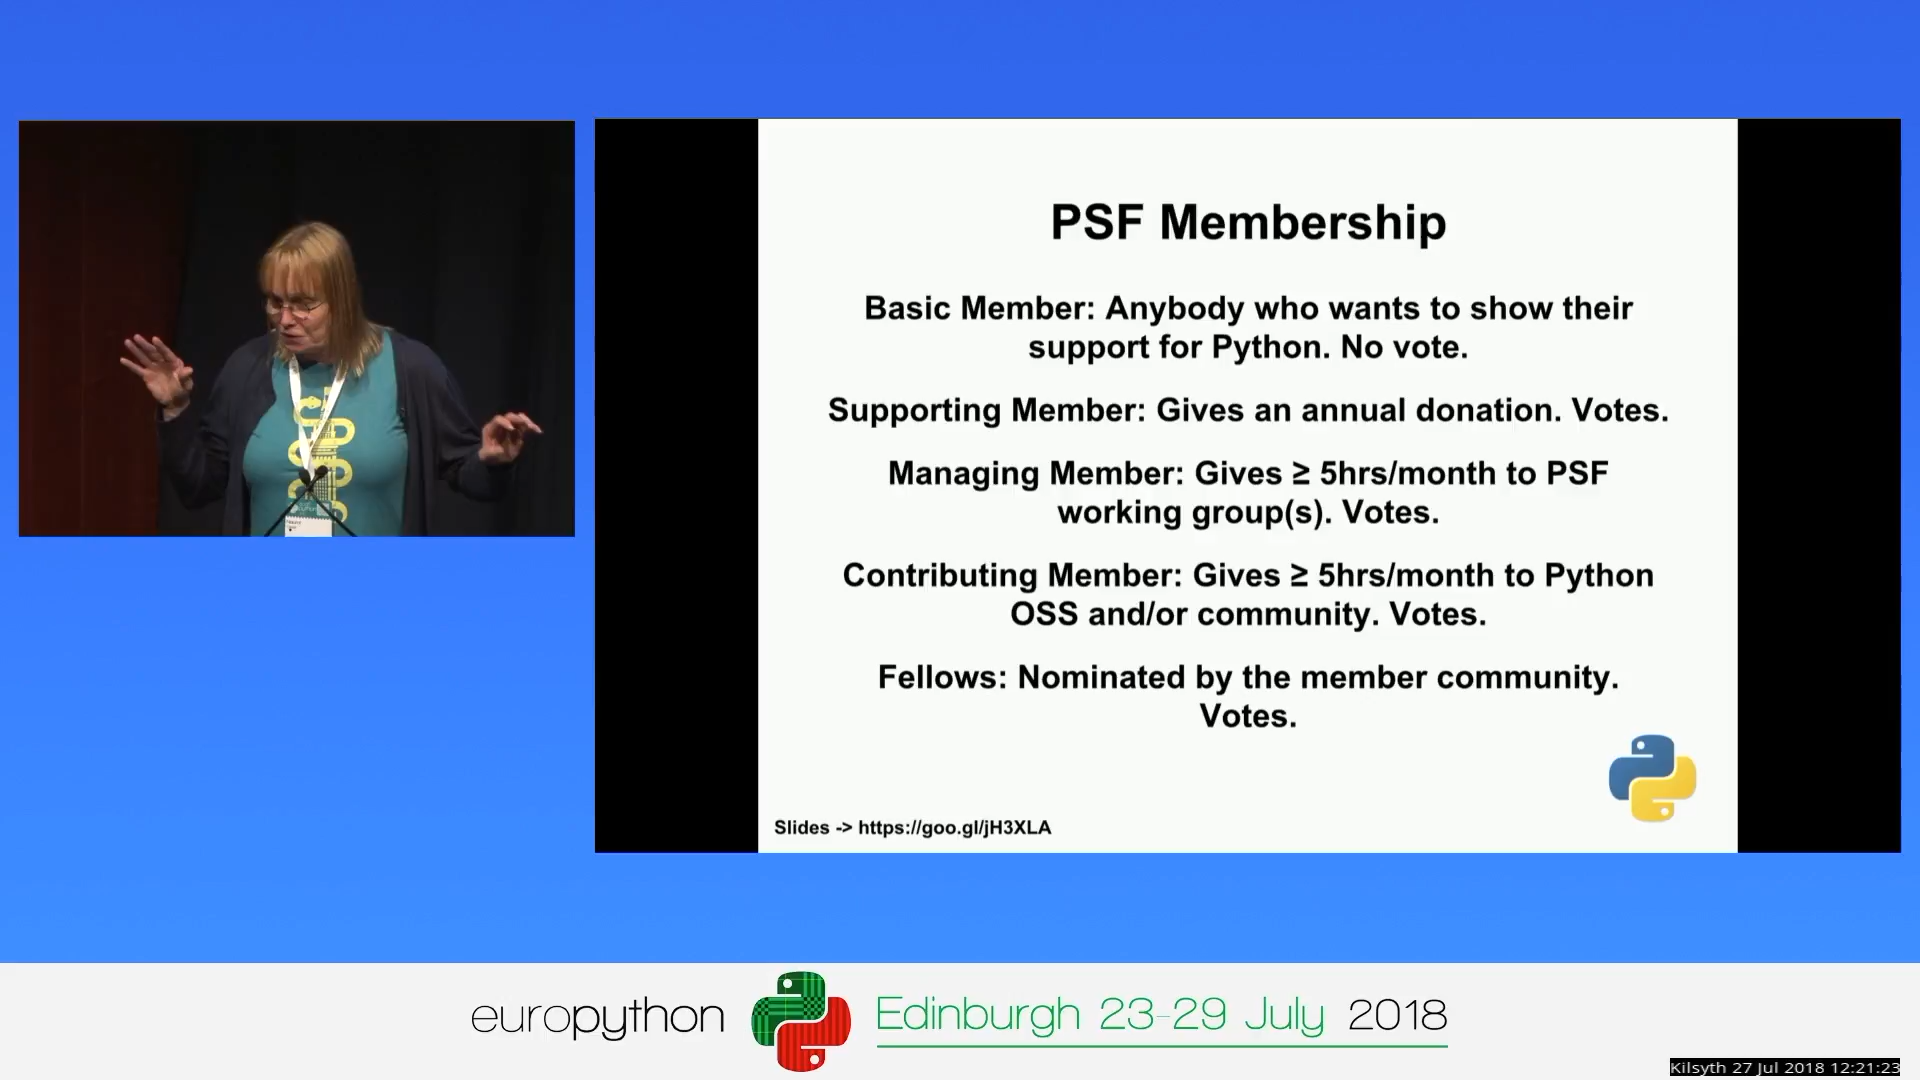 PSF Membership
Basic Member: Anybody who wants to show their
support for Python. No vote.
Supporting Member: Gives an annual donation. Votes.
Managing Member: Gives ≥ 5hrs/month to PSF
working group(s). Votes.
Contributing Member: Gives ≥ 5hrs/month to Python
OSS and/or community. Votes.
Fellows: Nominated by the member community.
Votes.
Slides -> https://goo.gl/jH3XLA
europython Edinburgh 23-29 July 2018
Kilsyth 27 Jul 2018 12:21:23